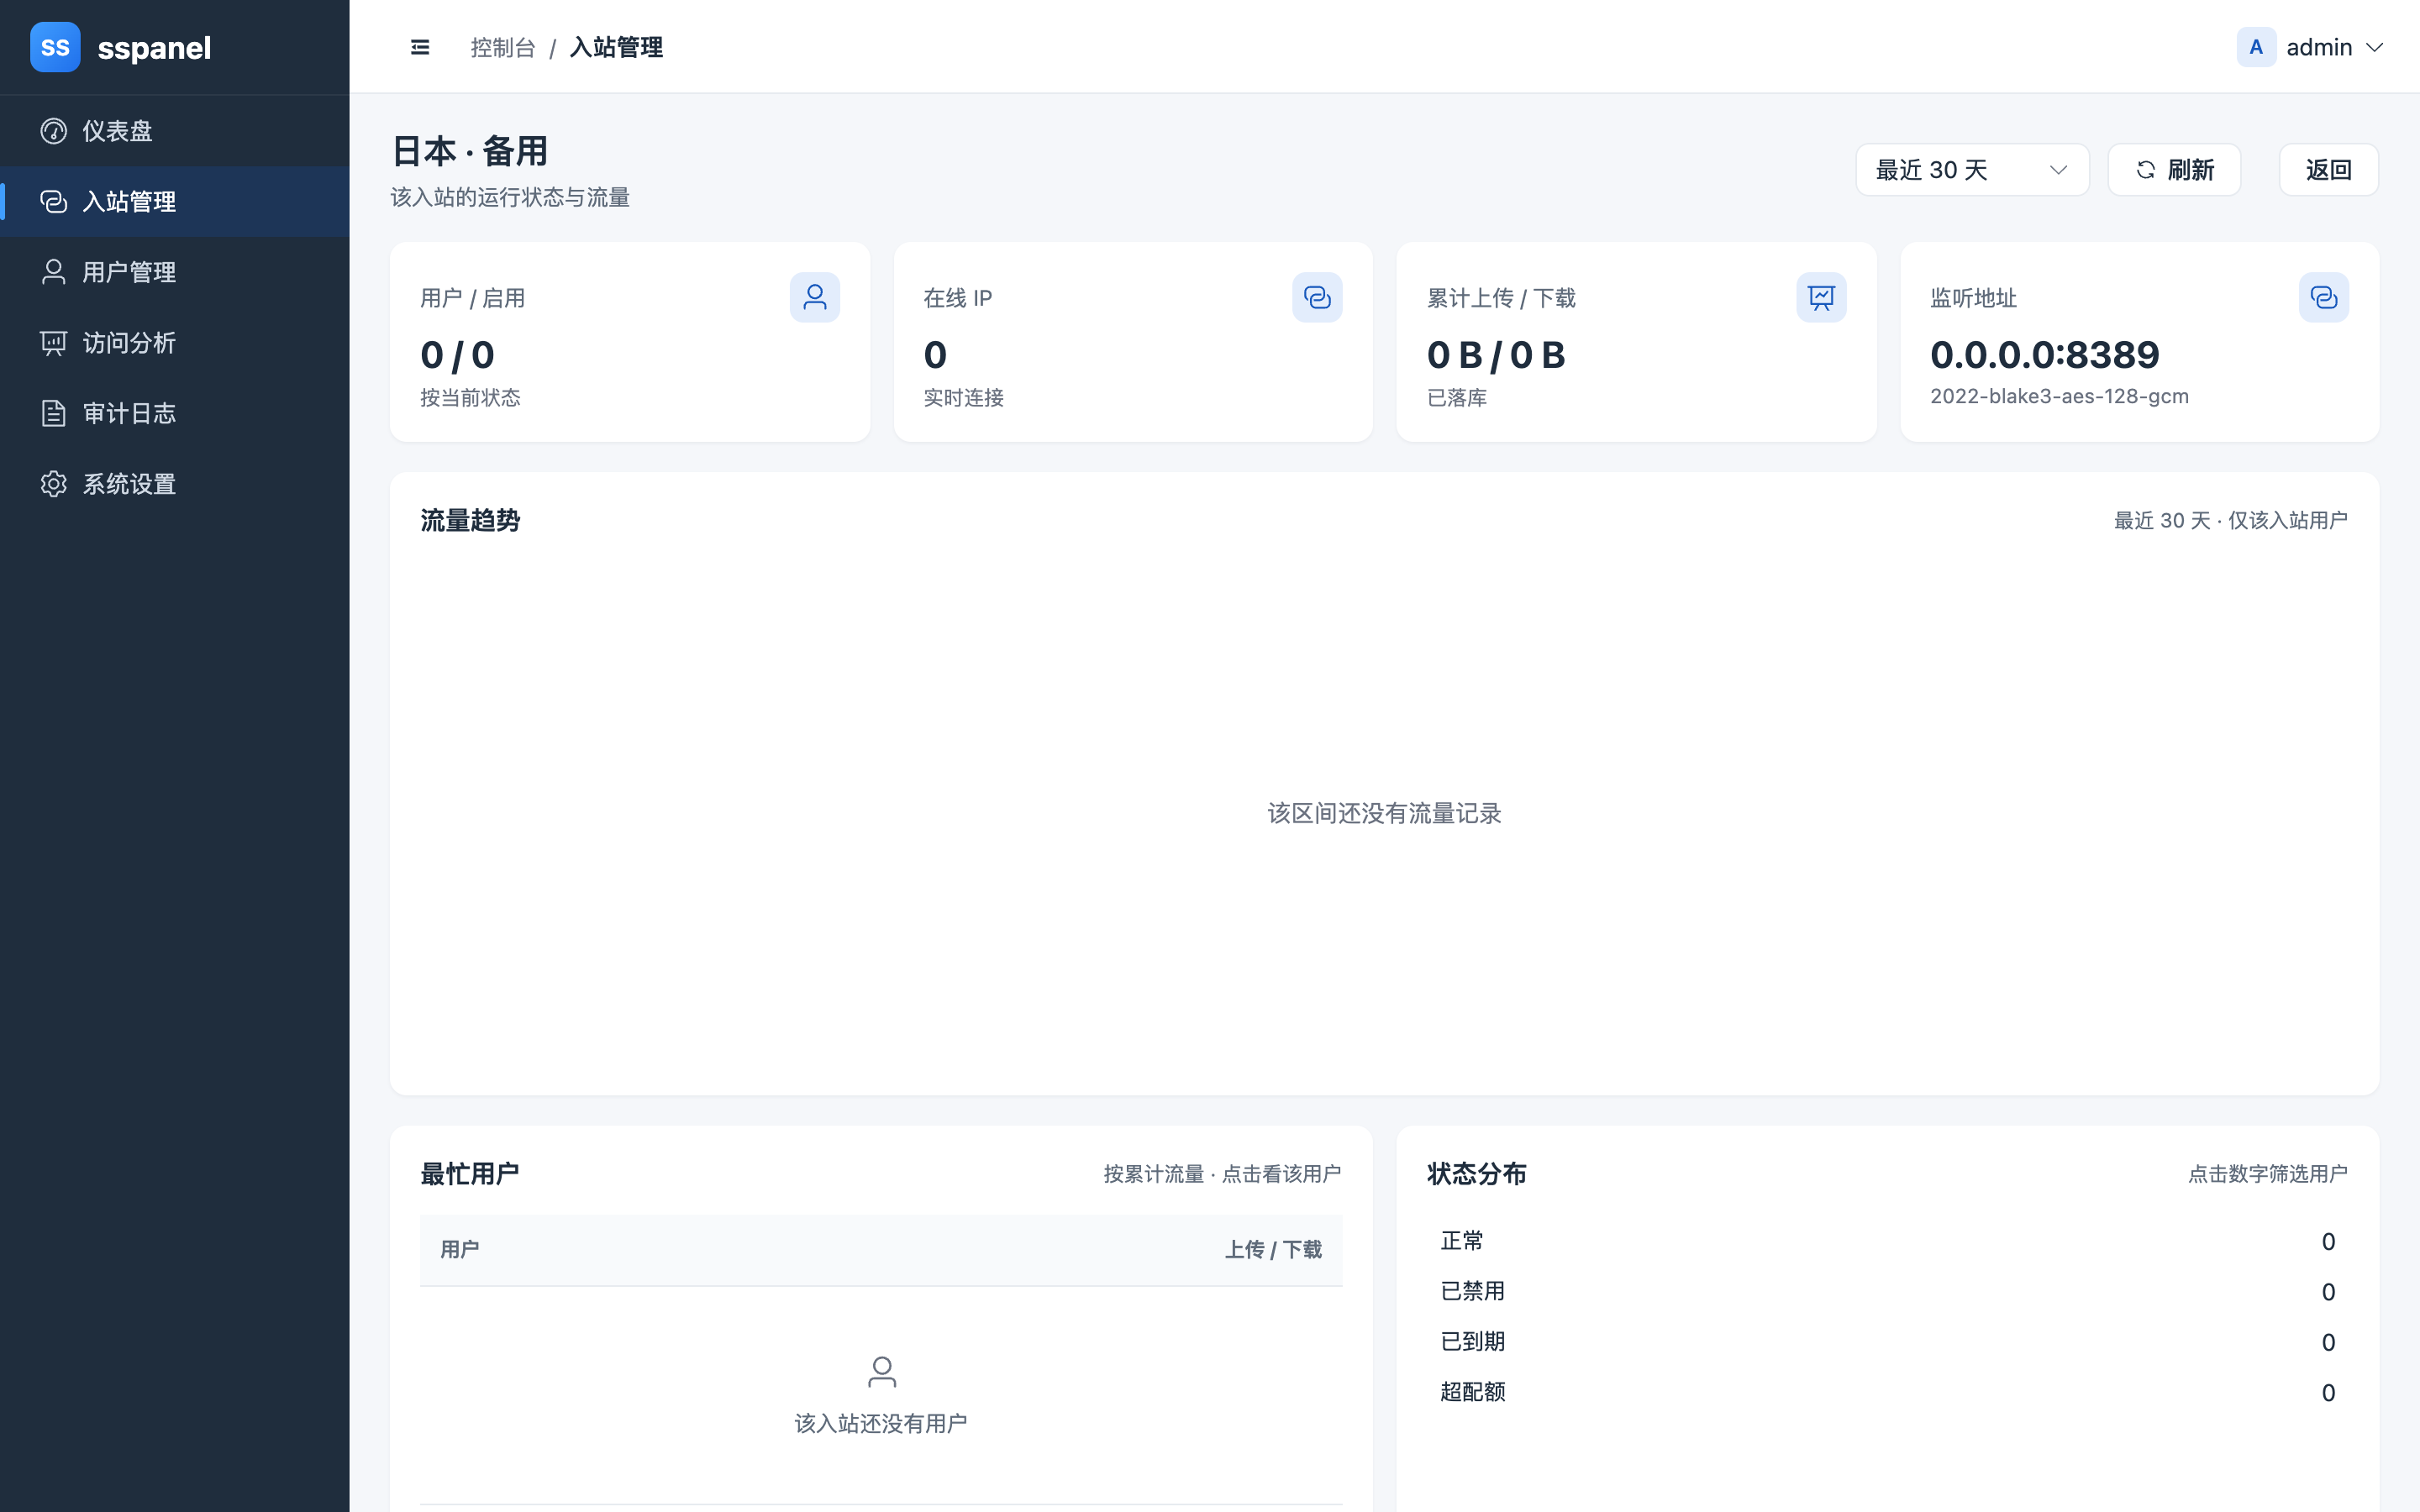 SS sspanel
仪表盘
入站管理
用户管理
访问分析
审计日志
系统设置
控制台 / 入站管理
A admin
日本 · 备用
该入站的运行状态与流量
最近 30 天
刷新
返回
用户 / 启用
0 / 0
按当前状态
在线 IP
0
实时连接
累计上传 / 下载
0 B / 0 B
已落库
监听地址
0.0.0.0:8389
2022-blake3-aes-128-gcm
流量趋势
最近 30 天 · 仅该入站用户
该区间还没有流量记录
最忙用户
按累计流量 · 点击看该用户
用户
上传 / 下载
该入站还没有用户
状态分布
点击数字筛选用户
正常 0
已禁用 0
已到期 0
超配额 0